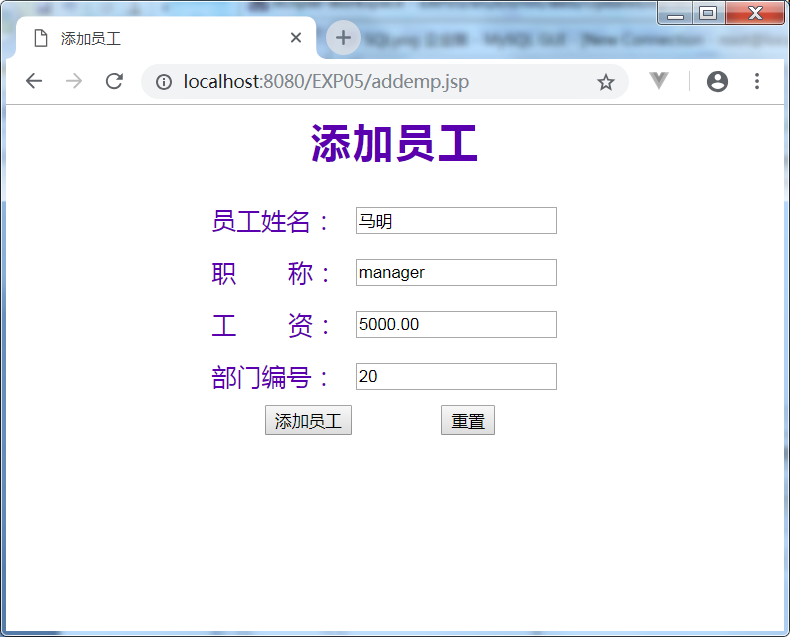 添加员工
localhost:8080/EXP05/addemp.jsp
添加员工
员工姓名： 马明
职　　称： manager
工　　资： 5000.00
部门编号： 20
添加员工 重置